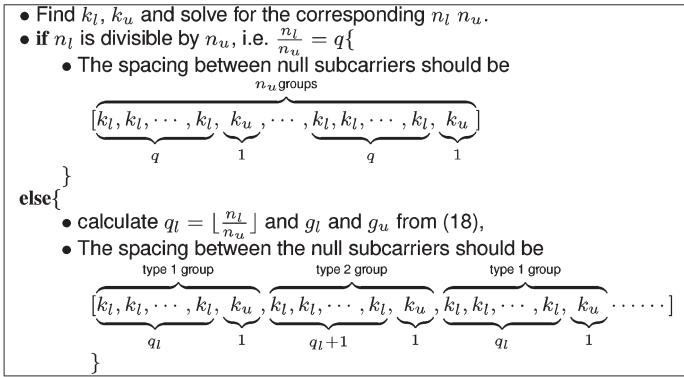 • Find k_l, k_u and solve for the corresponding n_l n_u.
• if n_l is divisible by n_u, i.e. \frac{n_l}{n_u} = q{
• The spacing between null subcarriers should be
n_u groups
[k_l, k_l, ⋯, k_l, k_u, ⋯, k_l, k_l, ⋯, k_l, k_u]
q 1 q 1
}
else{
• calculate q_l = ⌊\frac{n_l}{n_u}⌋ and g_l and g_u from (18),
• The spacing between the null subcarriers should be
type 1 group type 2 group type 1 group
[k_l, k_l, ⋯, k_l, k_u, k_l, k_l, ⋯, k_l, k_u, k_l, k_l, ⋯, k_l, k_u ⋯⋯]
q_l 1 q_l+1 1 q_l 1
}